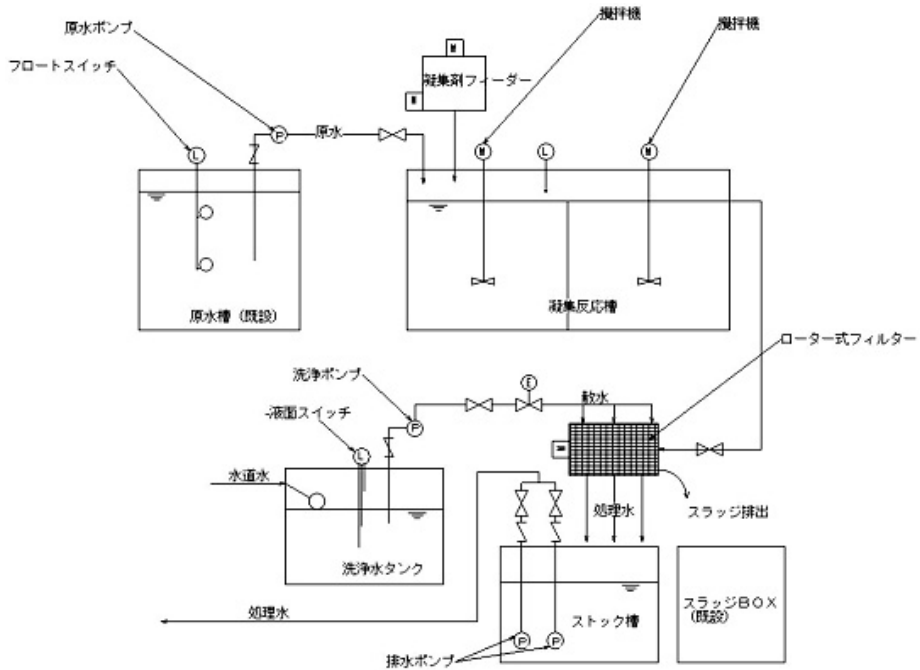 攪拌機
攪拌機
原水ポンプ
フロートスイッチ
M
凝集剤フィーダー
M
P
原水
L
M
L
M
原水槽(既設)
凝集反応槽
ローター式フィルター
洗浄ポンプ
E
散水
P
-液面スイッチ
L
M
水道水
スラッジ排出
処理水
洗浄水タンク
処理水
ストック槽
スラッジBOX
(既設)
P
P
排水ポンプ